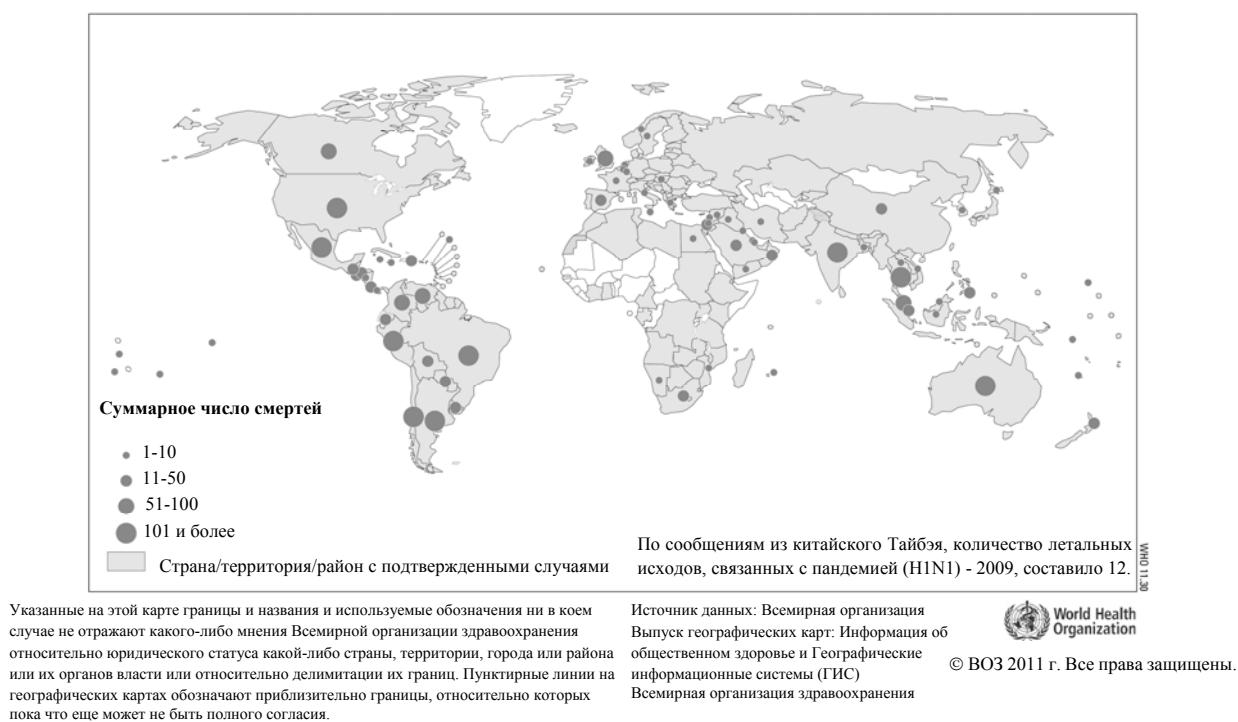 Суммарное число смертей
1-10
11-50
51-100
101 и более
Страна/территория/район с подтвержденными случаями
По сообщениям из китайского Тайбэя, количество летальных
исходов, связанных с пандемией (H1N1) - 2009, составило 12.
WHO 11.30
Указанные на этой карте границы и названия и используемые обозначения ни в коем
случае не отражают какого-либо мнения Всемирной организации здравоохранения
относительно юридического статуса какой-либо страны, территории, города или района
или их органов власти или относительно делимитации их границ. Пунктирные линии на
географических картах обозначают приблизительно границы, относительно которых
пока что еще может не быть полного согласия.
Источник данных: Всемирная организация
Выпуск географических карт: Информация об
общественном здоровье и Географические
информационные системы (ГИС)
Всемирная организация здравоохранения
World Health
Organization
© ВОЗ 2011 г. Все права защищены.